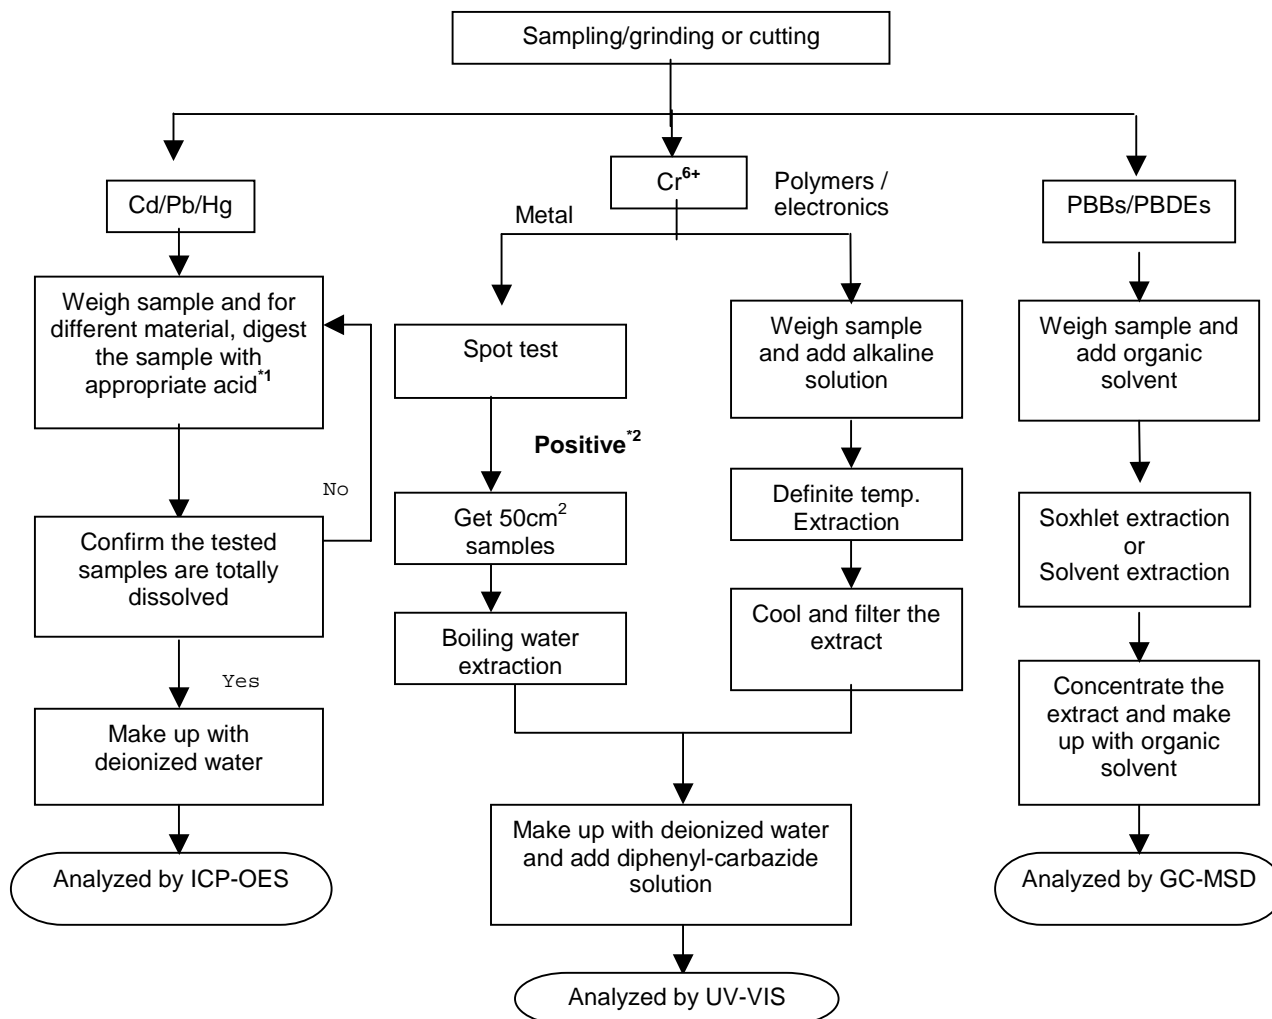 Sampling/grinding or cutting
Cd/Pb/Hg
Weigh sample and for
different material, digest
the sample with
appropriate acid*1
No
Confirm the tested
samples are totally
dissolved
Yes
Make up with
deionized water
Analyzed by ICP-OES
Cr6+
Metal
Spot test
Positive*2
Get 50cm2
samples
Boiling water
extraction
Polymers /
electronics
Weigh sample
and add alkaline
solution
Definite temp.
Extraction
Cool and filter the
extract
Make up with deionized water
and add diphenyl-carbazide
solution
Analyzed by UV-VIS
PBBs/PBDEs
Weigh sample and
add organic
solvent
Soxhlet extraction
or
Solvent extraction
Concentrate the
extract and make
up with organic
solvent
Analyzed by GC-MSD